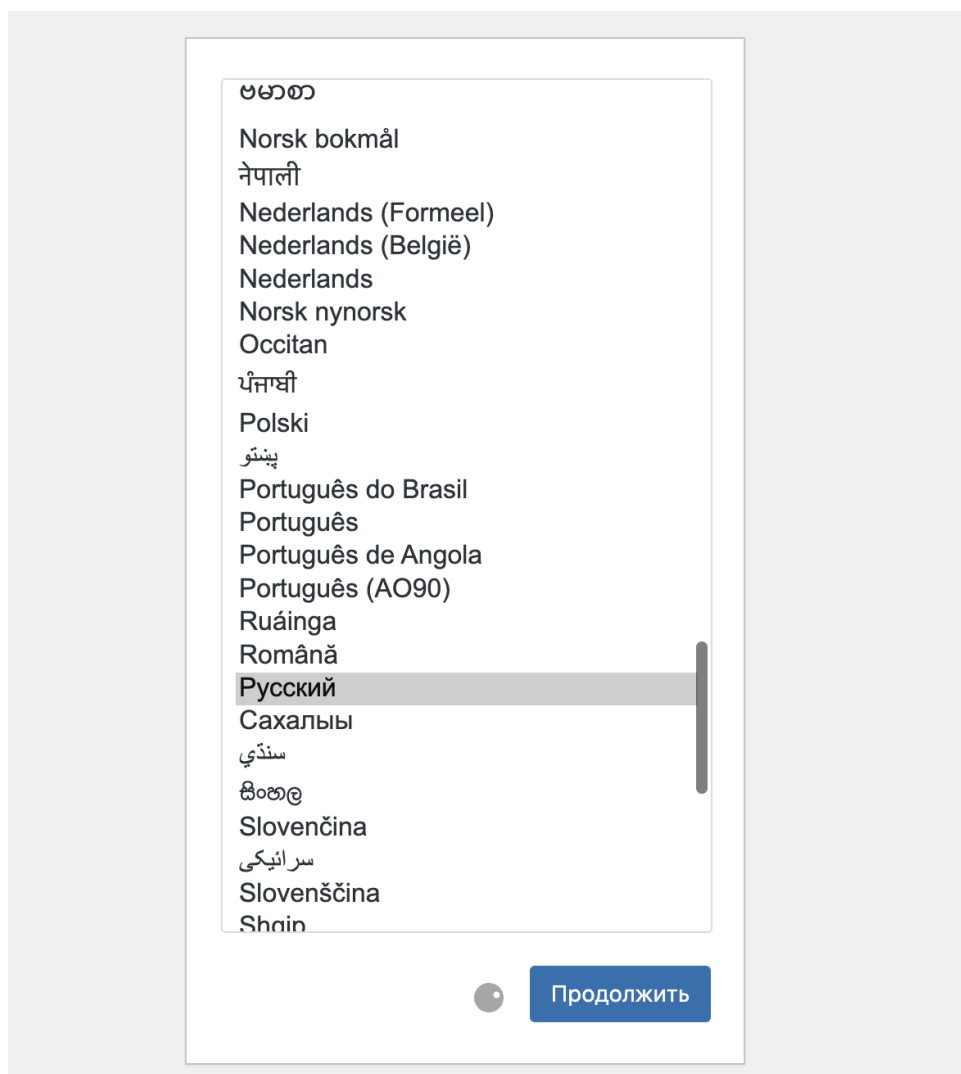 ဗမာစာ
Norsk bokmål
नेपाली
Nederlands (Formeel)
Nederlands (België)
Nederlands
Norsk nynorsk
Occitan
ਪੰਜਾਬੀ
Polski
پښتو
Português do Brasil
Português
Português de Angola
Português (AO90)
Ruáinga
Română
Русский
Сахалыы
سنڌي
සිංහල
Slovenčina
سرائیکی
Slovenščina
Shqip
Продолжить